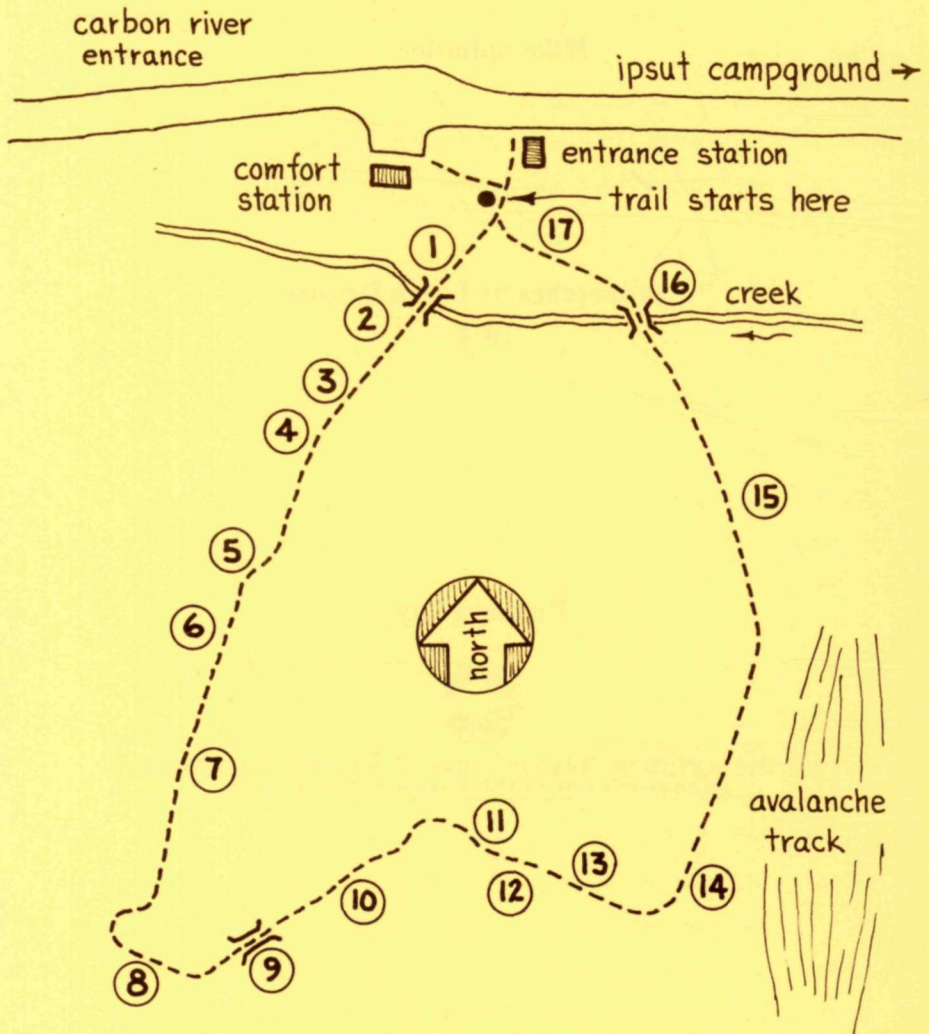 carbon river
entrance
ipsut campground →
comfort
station
entrance station
trail starts here
1
17
2
16
creek
3
4
15
5
6
north
7
avalanche
track
11
13
14
10
12
9
8